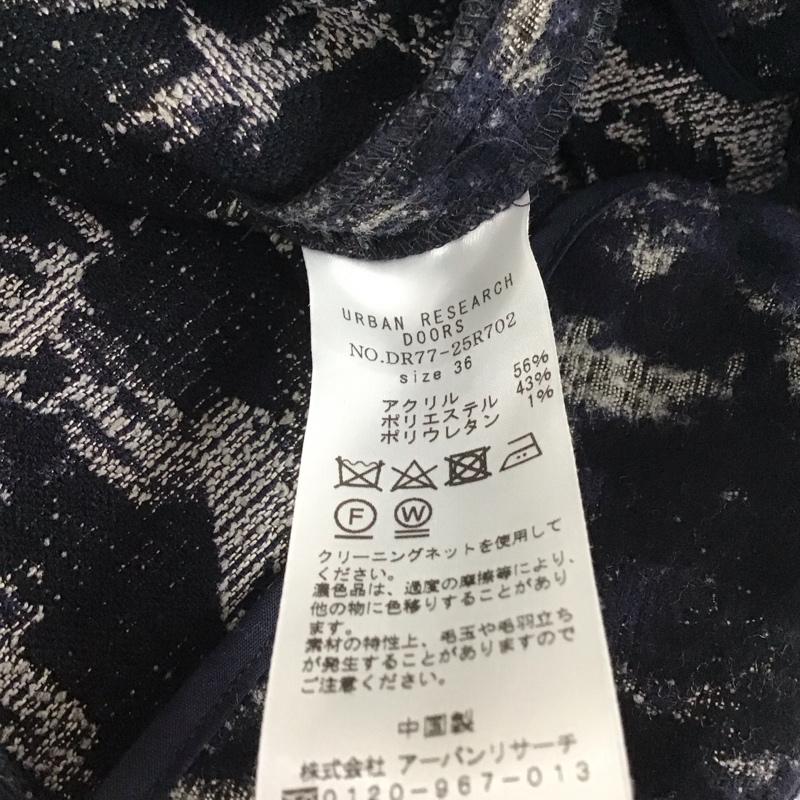 URBAN RESEARCH
DOORS
NO.DR77-25R702
size 36
アクリル 56%
ポリエステル 43%
ポリウレタン 1%
F W
クリーニングネットを使用して
ください。
濃色品は、過度の摩擦等により、
他の物に色移りすることがあり
ます。
素材の特性上、毛玉や毛羽立ち
が発生することがありますので
ご注意ください。
中国製
株式会社 アーバンリサーチ
0120-967-013